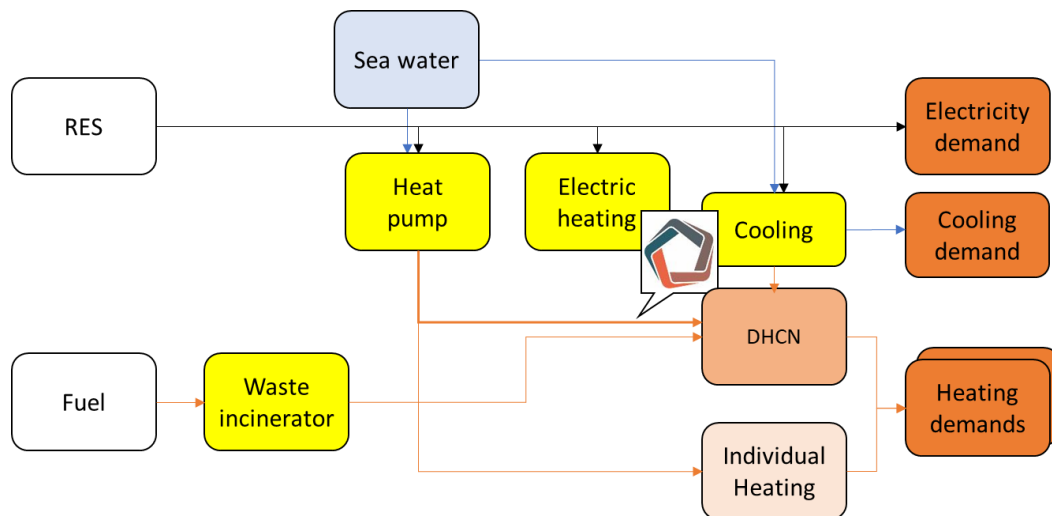 Sea water
RES
Electricity
demand
Heat
pump
Electric
heating
Cooling
Cooling
demand
DHCN
Fuel
Waste
incinerator
Heating
demands
Individual
Heating